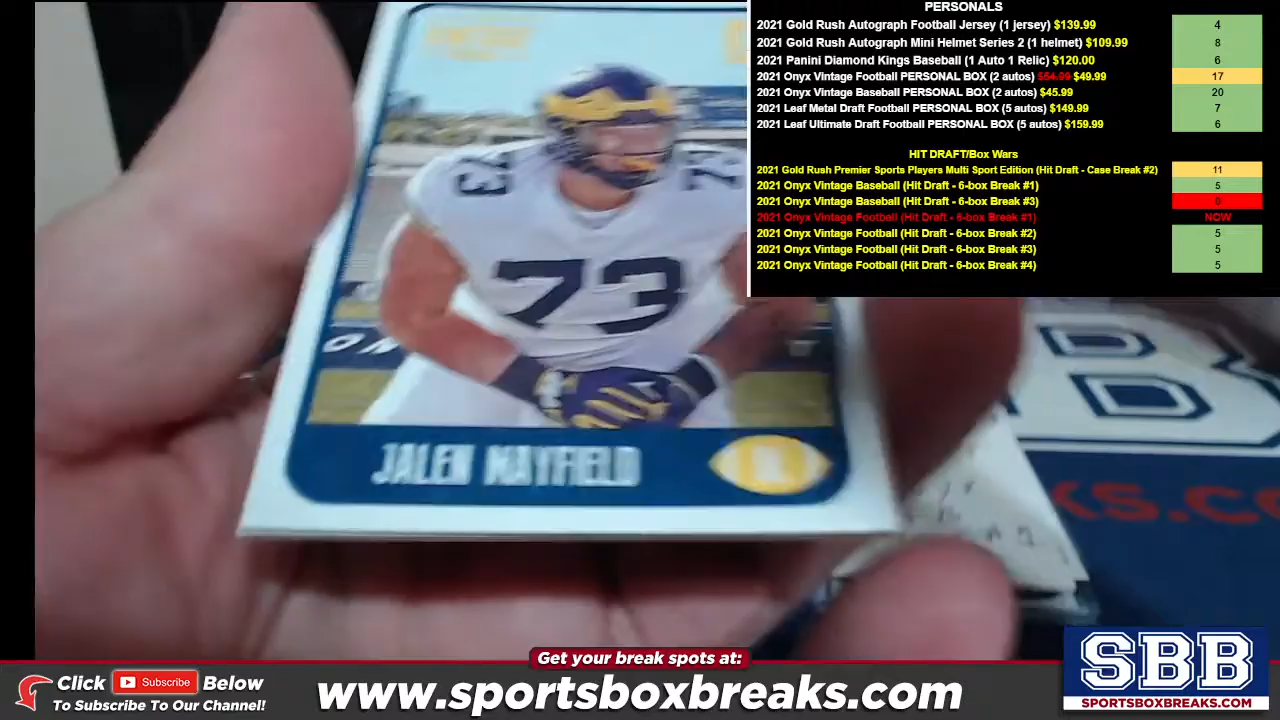 PERSONALS
2021 Gold Rush Autograph Football Jersey (1 jersey) $139.99 4
2021 Gold Rush Autograph Mini Helmet Series 2 (1 helmet) $109.99 8
2021 Panini Diamond Kings Baseball (1 Auto 1 Relic) $120.00 6
2021 Onyx Vintage Football PERSONAL BOX (2 autos) $54.99 $49.99 17
2021 Onyx Vintage Baseball PERSONAL BOX (2 autos) $45.99 20
2021 Leaf Metal Draft Football PERSONAL BOX (5 autos) $149.99 7
2021 Leaf Ultimate Draft Football PERSONAL BOX (5 autos) $159.99 6
HIT DRAFT/Box Wars
2021 Gold Rush Premier Sports Players Multi Sport Edition (Hit Draft - Case Break #2) 11
2021 Onyx Vintage Baseball (Hit Draft - 6-box Break #1) 5
2021 Onyx Vintage Baseball (Hit Draft - 6-box Break #3)
2021 Onyx Vintage Football (Hit Draft - 6-box Break #1) NOW
2021 Onyx Vintage Football (Hit Draft - 6-box Break #2) 5
2021 Onyx Vintage Football (Hit Draft - 6-box Break #3) 5
2021 Onyx Vintage Football (Hit Draft - 6-box Break #4) 5
73 73
73
JALEN MAYFIELD
ks.co
Get your break spots at:
Click Subscribe Below
To Subscribe To Our Channel!
www.sportsboxbreaks.com
SBB
SPORTSBOXBREAKS.COM